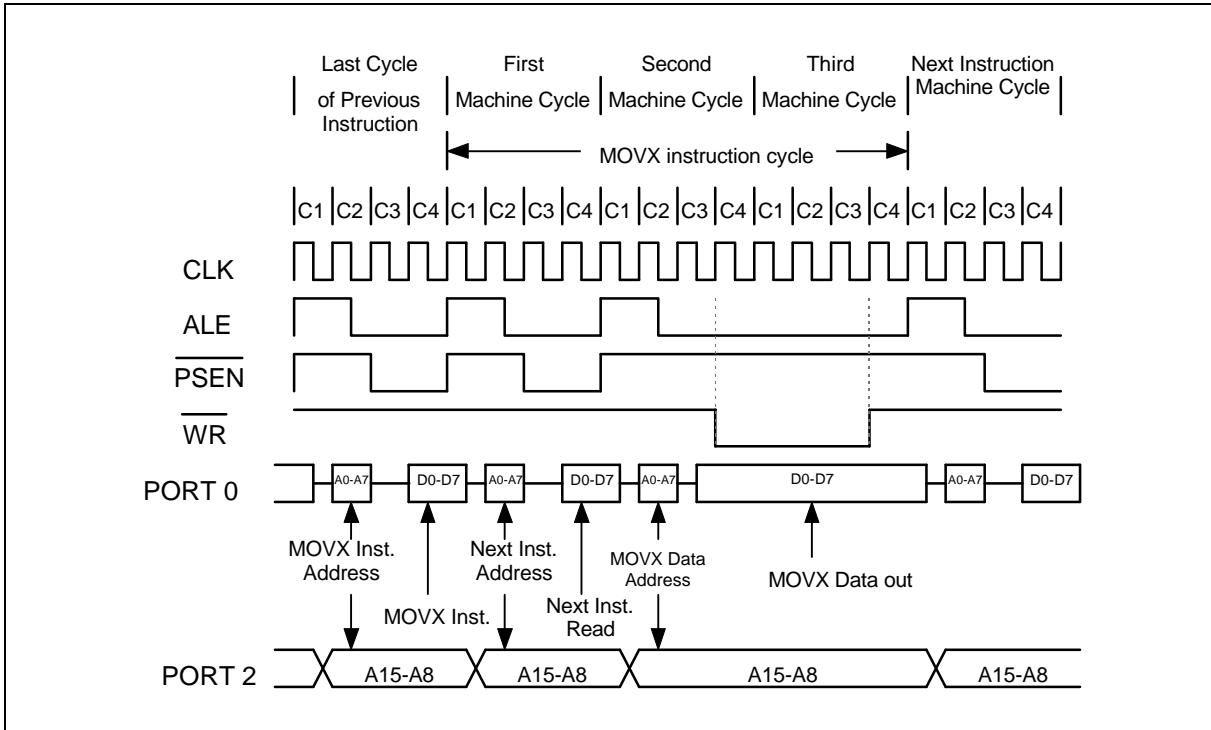 Last Cycle
of Previous
Instruction
First
Machine Cycle
Second
Machine Cycle
Third
Machine Cycle
Next Instruction
Machine Cycle
MOVX instruction cycle
C1 C2 C3 C4 C1 C2 C3 C4 C1 C2 C3 C4 C1 C2 C3 C4 C1 C2 C3 C4
CLK
ALE
PSEN
WR
PORT 0
A0-A7 D0-D7 A0-A7 D0-D7 A0-A7 D0-D7 A0-A7 D0-D7
MOVX Inst.
Address
MOVX Inst.
Next Inst.
Address
Next Inst.
Read
MOVX Data
Address
MOVX Data out
PORT 2
A15-A8 A15-A8 A15-A8 A15-A8